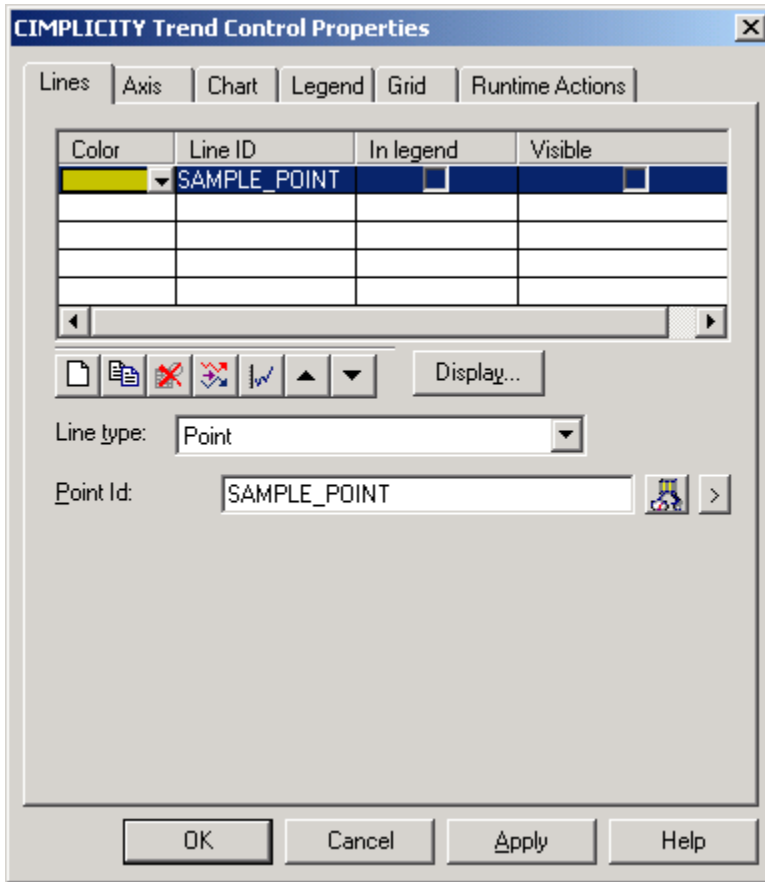 CIMPLICITY Trend Control Properties
Lines Axis Chart Legend Grid Runtime Actions
Color Line ID In legend Visible
SAMPLE_POINT
Display...
Line type: Point
Point Id: SAMPLE_POINT >
OK Cancel Apply Help